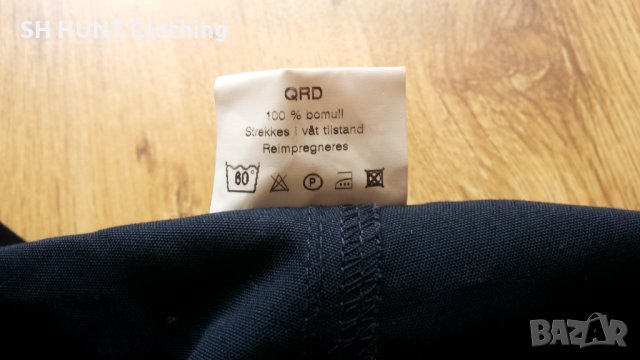 SH HUNT Clothing
QRD
100 % bomull
Strekkes i våt tilstand
Reimpregneres
60 P
BAZAR